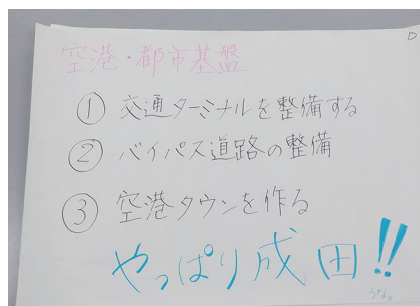 D
空港・都市基盤
① 交通ターミナルを整備する
② バイパス道路の整備
③ 空港タウンを作る
やっぱり成田!!